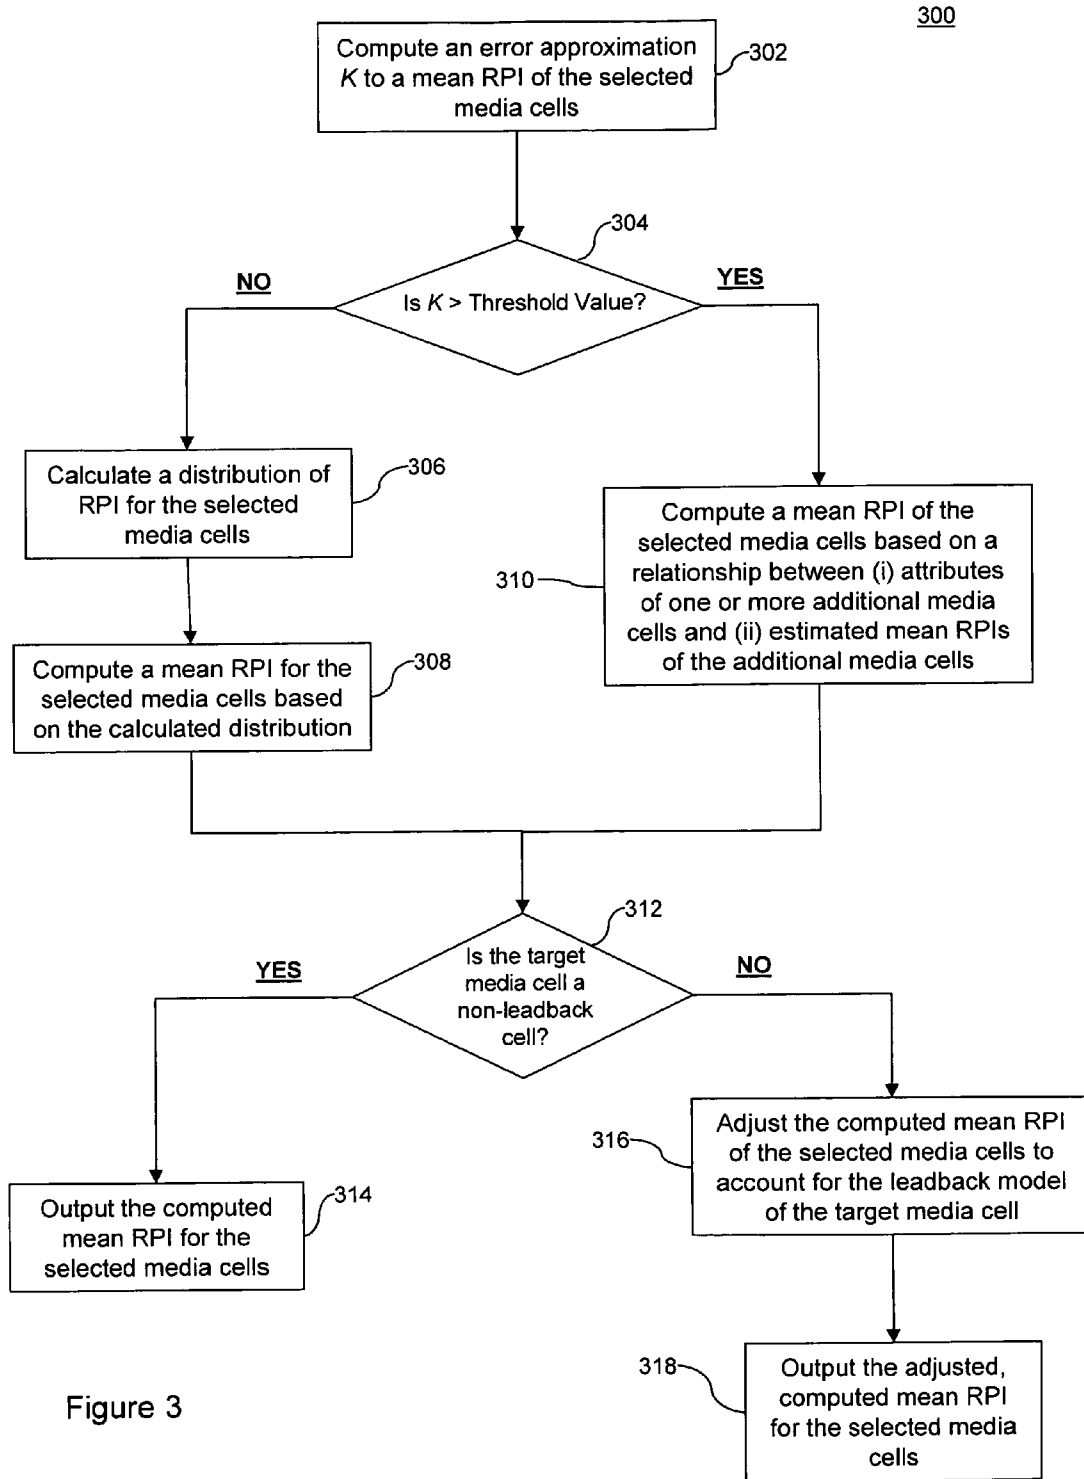 300
Compute an error approximation
K to a mean RPI of the selected
media cells
302
304
NO
YES
Is K > Threshold Value?
Calculate a distribution of
RPI for the selected
media cells
306
Compute a mean RPI of the
selected media cells based on a
relationship between (i) attributes
of one or more additional media
cells and (ii) estimated mean RPIs
of the additional media cells
310
Compute a mean RPI for the
selected media cells based
on the calculated distribution
308
312
YES
Is the target
media cell a
non-leadback
cell?
NO
Adjust the computed mean RPI
of the selected media cells to
account for the leadback model
of the target media cell
316
Output the computed
mean RPI for the
selected media cells
314
Output the adjusted,
computed mean RPI
for the selected media
cells
318
Figure 3